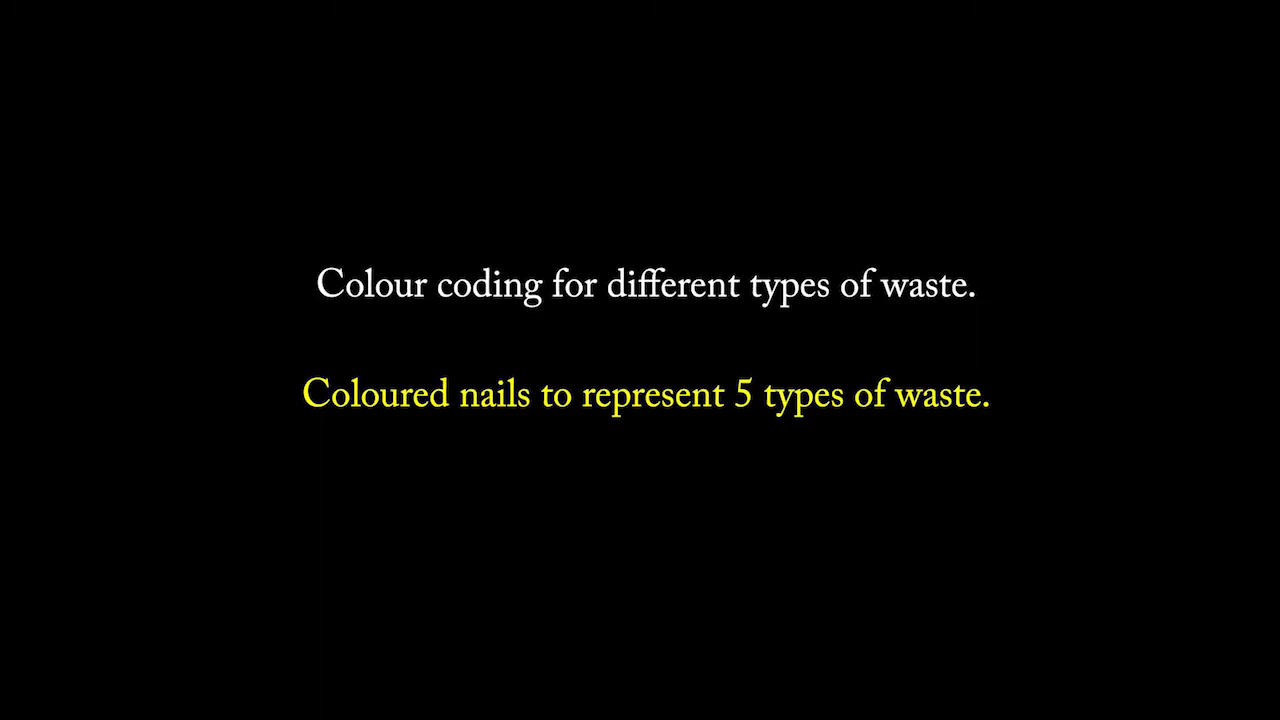 Colour coding for different types of waste.
Coloured nails to represent 5 types of waste.